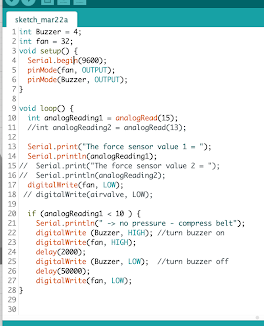 sketch_mar22a
1 int Buzzer = 4;
2 int fan = 32;
3 void setup() {
4 Serial.begin(9600);
5 pinMode(fan, OUTPUT);
6 pinMode(Buzzer, OUTPUT);
7 }
8
9 void loop() {
10 int analogReading1 = analogRead(15);
11 //int analogReading2 = analogRead(13);
12
13 Serial.print("The force sensor value 1 = ");
14 Serial.println(analogReading1);
15 // Serial.print("The force sensor value 2 = ");
16 // Serial.println(analogReading2);
17 digitalWrite(fan, LOW);
18 // digitalWrite(airvalve, LOW);
19
20 if (analogReading1 < 10 ) {
21 Serial.println(" -> no pressure - compress belt");
22 digitalWrite (Buzzer, HIGH); //turn buzzer on
23 digitalWrite(fan, HIGH);
24 delay(2000);
25 digitalWrite (Buzzer, LOW); //turn buzzer off
26 delay(50000);
27 digitalWrite(fan, LOW);
28 }
29
30